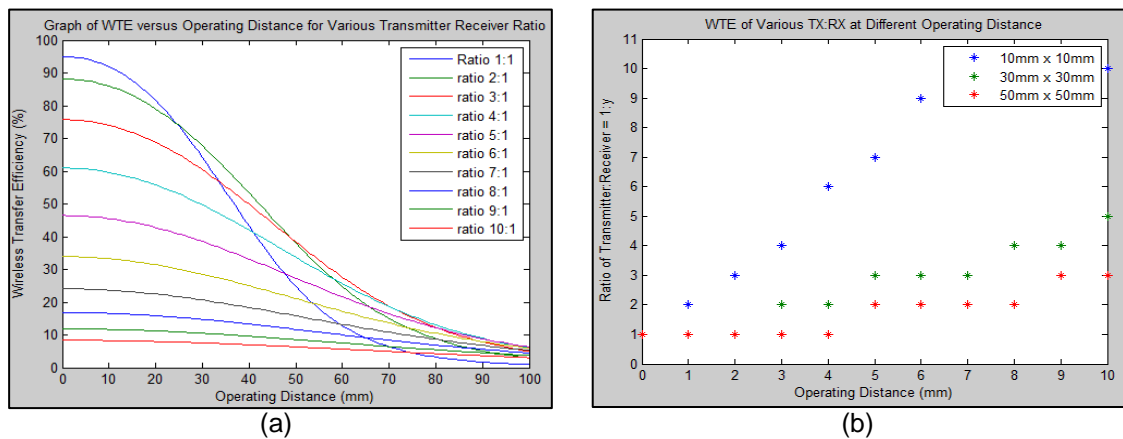 Graph of WTE versus Operating Distance for Various Transmitter Receiver Ratio
100
90
80
70
60
50
40
30
20
10
0
Wireless Transfer Efficiency (%)
Ratio 1:1
ratio 2:1
ratio 3:1
ratio 4:1
ratio 5:1
ratio 6:1
ratio 7:1
ratio 8:1
ratio 9:1
ratio 10:1
0 10 20 30 40 50 60 70 80 90 100
Operating Distance (mm)
(a)
WTE of Various TX:RX at Different Operating Distance
11
10
9
8
7
6
5
4
3
2
1
0
Ratio of Transmitter:Receiver = 1:y
10mm x 10mm
30mm x 30mm
50mm x 50mm
0 1 2 3 4 5 6 7 8 9 10
Operating Distance (mm)
(b)